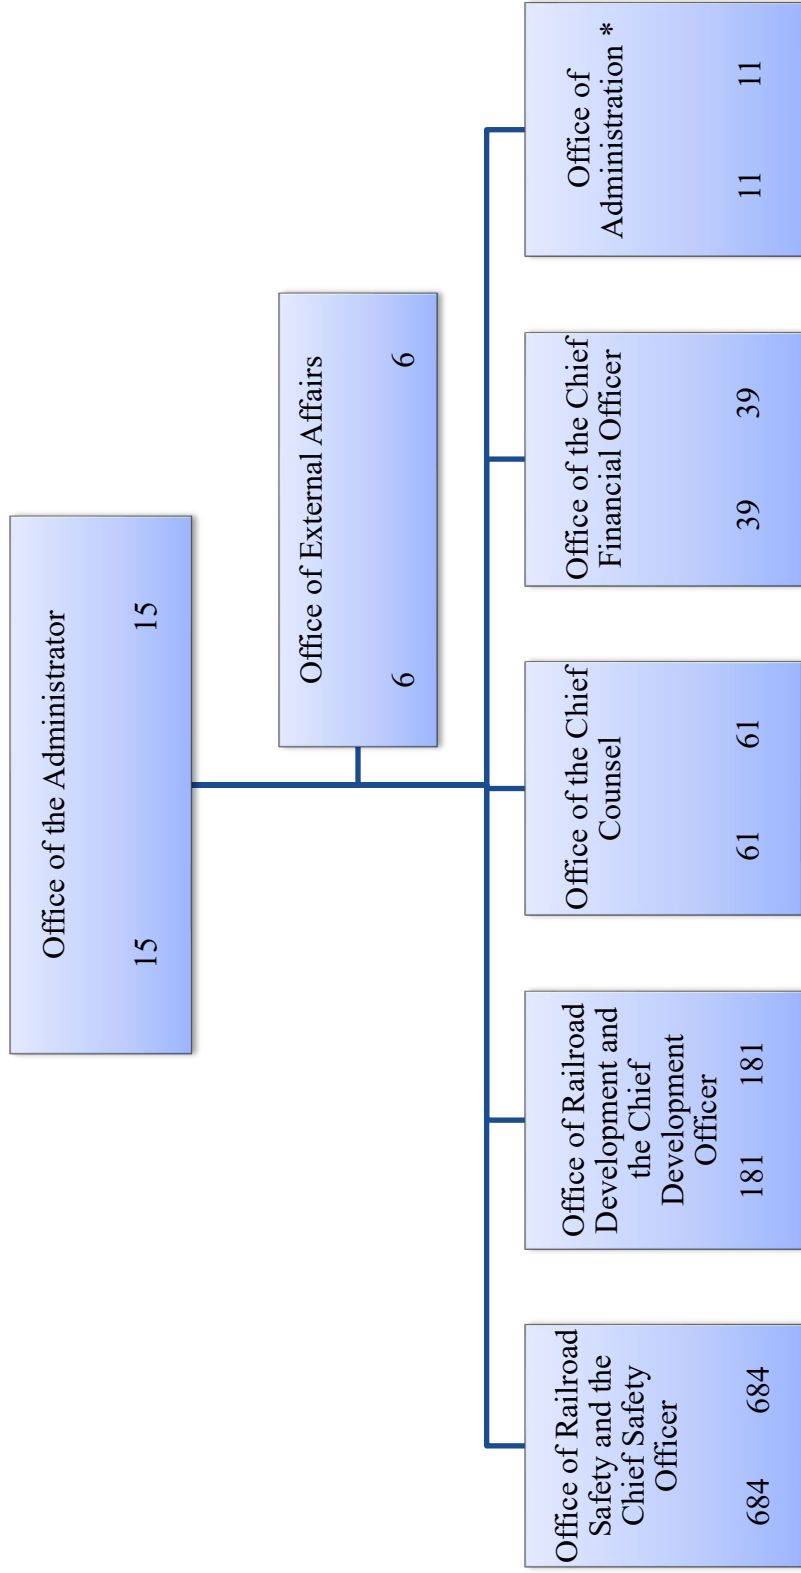 Office of the Administrator
15 15
Office of External Affairs
6 6
Office of Railroad
Safety and the
Chief Safety
Officer
684 684
Office of Railroad
Development and
the Chief
Development
Officer
181 181
Office of the Chief
Counsel
61 61
Office of the Chief
Financial Officer
39 39
Office of
Administration *
11 11